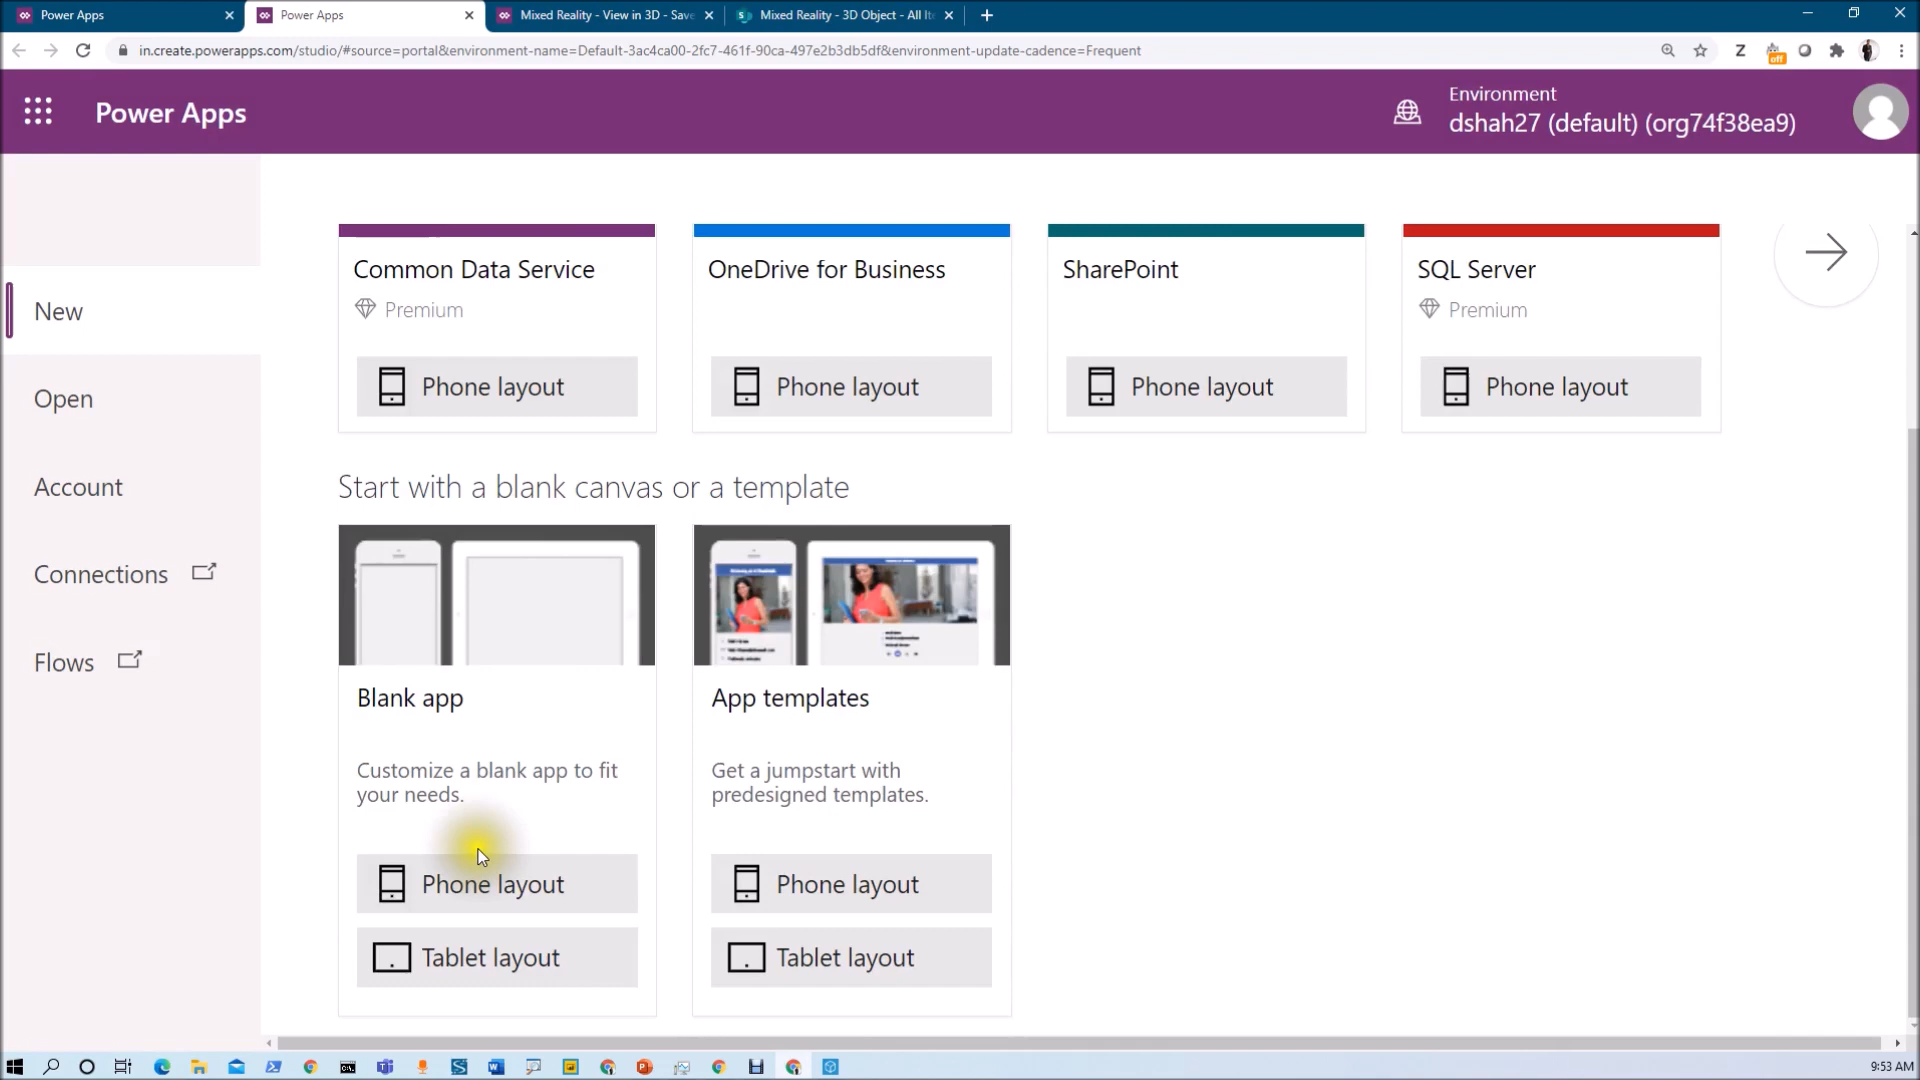 Power Apps
Power Apps
Mixed Reality - View in 3D - Save
Mixed Reality - 3D Object - All Ite
in.create.powerapps.com/studio/#source=portal&environment-name=Default-3ac4ca00-2fc7-461f-90ca-497e2b3db5df&environment-update-cadence=Frequent
Z
off
Power Apps
Environment
dshah27 (default) (org74f38ea9)
New
Open
Account
Connections
Flows
Common Data Service
Premium
Phone layout
OneDrive for Business
Phone layout
SharePoint
Phone layout
SQL Server
Premium
Phone layout
Start with a blank canvas or a template
Blank app
Customize a blank app to fit
your needs.
Phone layout
Tablet layout
App templates
Get a jumpstart with
predesigned templates.
Phone layout
Tablet layout
9:53 AM